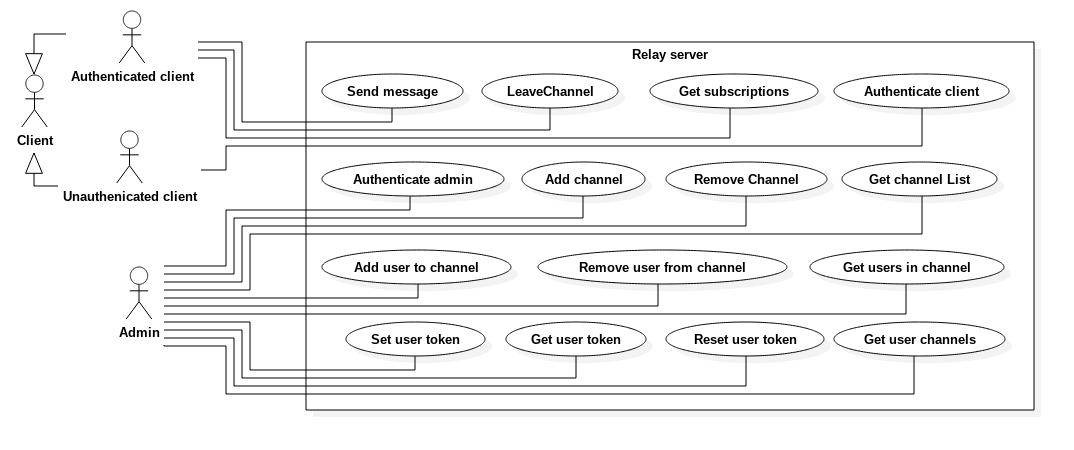 Relay server
Authenticated client
Send message
LeaveChannel
Get subscriptions
Authenticate client
Client
Unauthenicated client
Authenticate admin
Add channel
Remove Channel
Get channel List
Add user to channel
Remove user from channel
Get users in channel
Admin
Set user token
Get user token
Reset user token
Get user channels